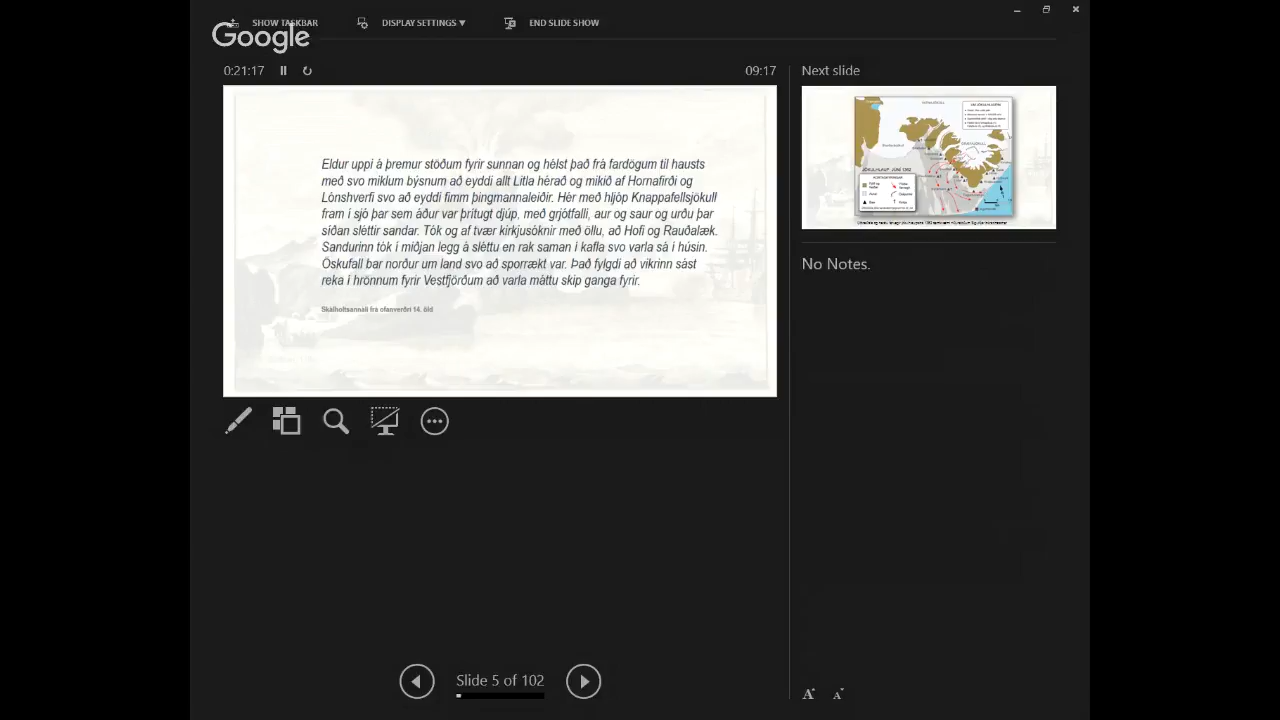 SHOW TASKBAR
DISPLAY SETTINGS ▼
END SLIDE SHOW
Google
0:21:17
09:17
Next slide
Eldur uppi á þremur stöðum fyrir sunnan og hélst það frá fardögum til hausts
með svo miklum býsnum að eyddi allt Litla hérað og mikið af Hornafirði og
Lónshverfi svo að eyddi fimm þingmannaleiðir. Hér með hljóp Knappafellsjökull
fram í sjó þar sem áður var þrítugt djúp, með grjótfalli, aur og saur og urðu þar
síðan sléttir sandar. Tók og af tvær kirkjusóknir með öllu, að Hofi og Rauðalæk.
Sandurinn tók í miðjan legg á sléttu en rak saman í kafla svo varla sá í húsin.
Öskufall bar norður um land svo að sporrækt var. Það fylgdi að vikrinn sást
reka í hrönnum fyrir Vestfjörðum að varla máttu skip ganga fyrir.
Skálholtsannáll frá ofanverðri 14. öld
No Notes.
Slide 5 of 102
A
A